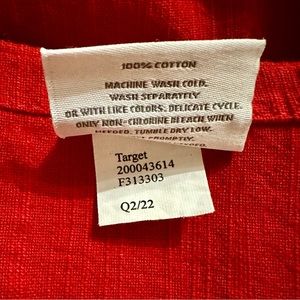 100% COTTON
MACHINE WASH COLD.
WASH SEPARATELY
OR WITH LIKE COLORS. DELICATE CYCLE.
ONLY NON-CHLORINE BLEACH WHEN
NEEDED. TUMBLE DRY LOW.
PROMPTLY.
Target
200043614
F313303
Q2/22